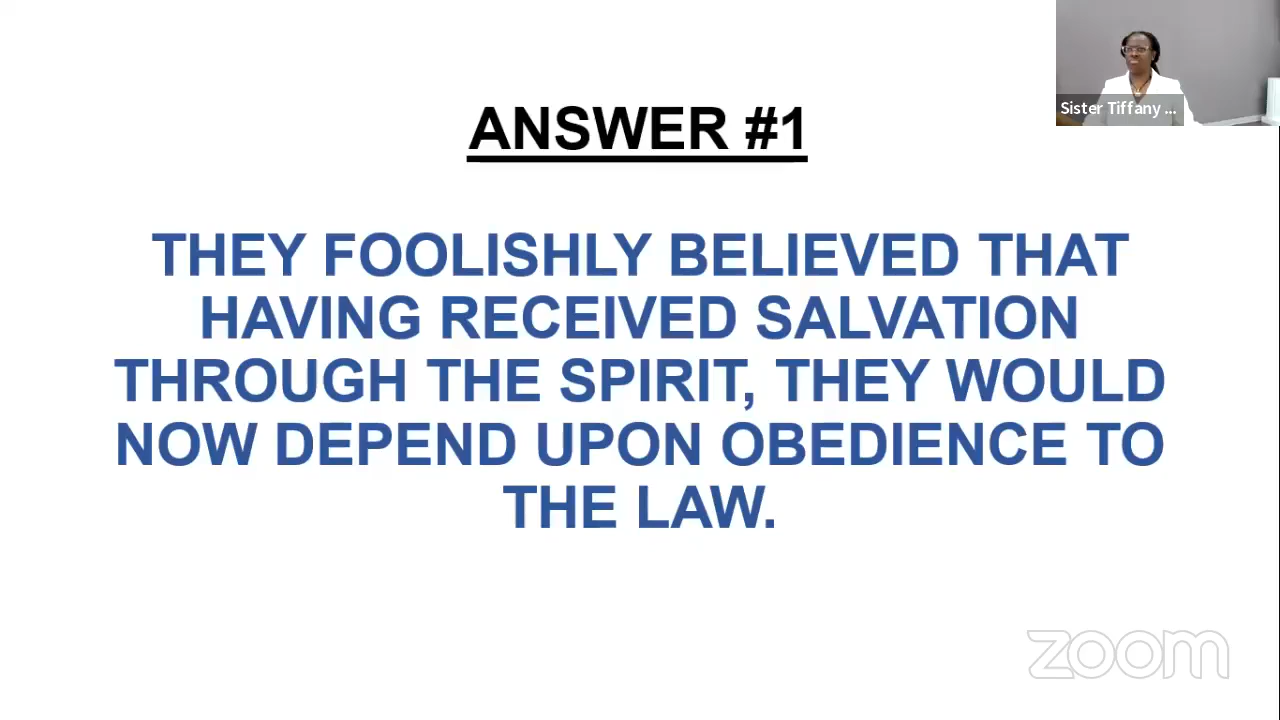 Sister Tiffany ...
ANSWER #1
THEY FOOLISHLY BELIEVED THAT
HAVING RECEIVED SALVATION
THROUGH THE SPIRIT, THEY WOULD
NOW DEPEND UPON OBEDIENCE TO
THE LAW.
zoom